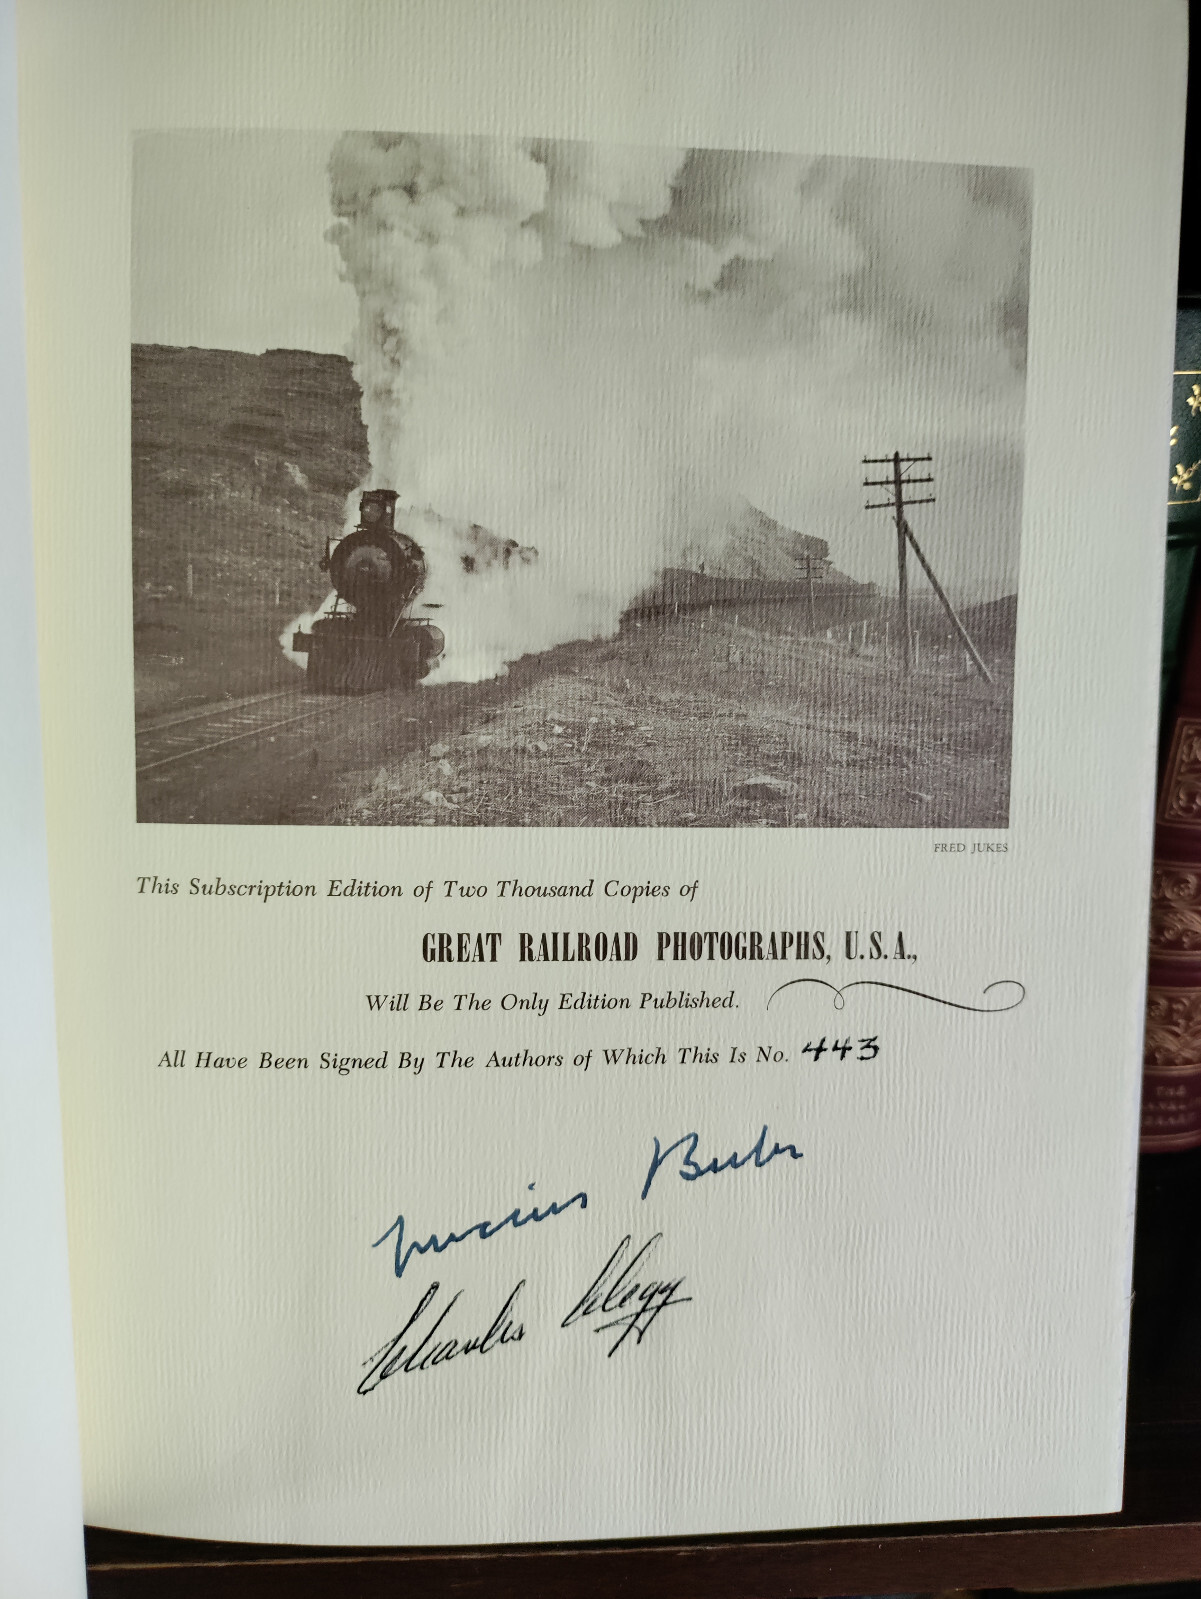 FRED JUKES
This Subscription Edition of Two Thousand Copies of
GREAT RAILROAD PHOTOGRAPHS, U.S.A.,
Will Be The Only Edition Published.
All Have Been Signed By The Authors of Which This Is No. 443
Lucius Beebe
Charles Clegg